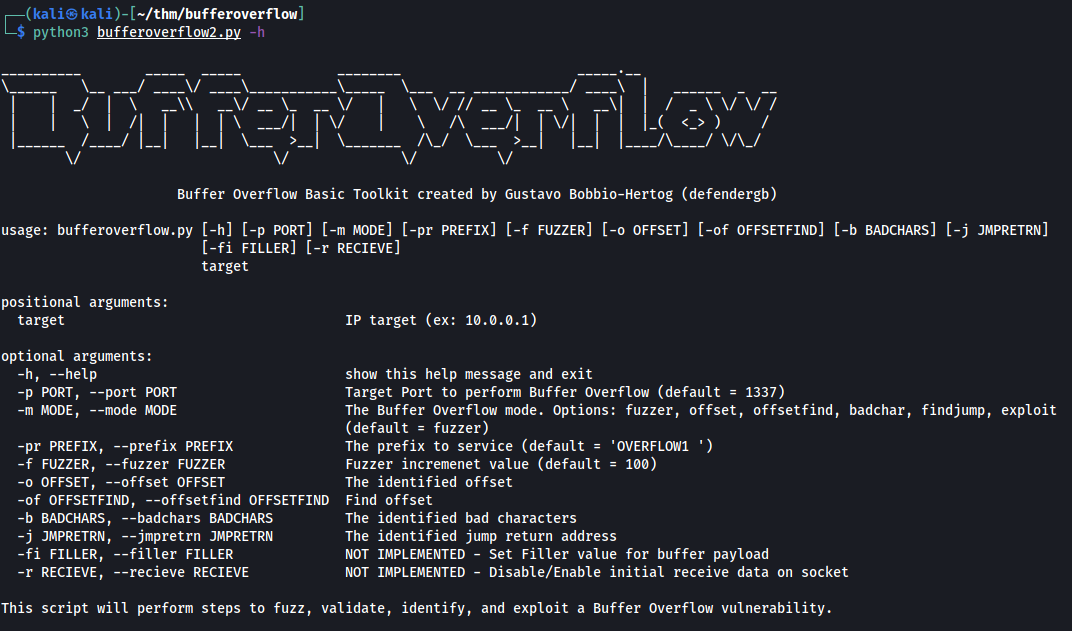 (kali㉿kali)-[~/thm/bufferoverflow]
$ python3 bufferoverflow2.py -h
BufferOverflow
Buffer Overflow Basic Toolkit created by Gustavo Bobbio-Hertog (defendergb)
usage: bufferoverflow.py [-h] [-p PORT] [-m MODE] [-pr PREFIX] [-f FUZZER] [-o OFFSET] [-of OFFSETFIND] [-b BADCHARS] [-j JMPRETRN]
[-fi FILLER] [-r RECIEVE]
target
positional arguments:
target IP target (ex: 10.0.0.1)
optional arguments:
-h, --help show this help message and exit
-p PORT, --port PORT Target Port to perform Buffer Overflow (default = 1337)
-m MODE, --mode MODE The Buffer Overflow mode. Options: fuzzer, offset, offsetfind, badchar, findjump, exploit
(default = fuzzer)
-pr PREFIX, --prefix PREFIX The prefix to service (default = 'OVERFLOW1 ')
-f FUZZER, --fuzzer FUZZER Fuzzer incremenet value (default = 100)
-o OFFSET, --offset OFFSET The identified offset
-of OFFSETFIND, --offsetfind OFFSETFIND Find offset
-b BADCHARS, --badchars BADCHARS The identified bad characters
-j JMPRETRN, --jmpretrn JMPRETRN The identified jump return address
-fi FILLER, --filler FILLER NOT IMPLEMENTED - Set Filler value for buffer payload
-r RECIEVE, --recieve RECIEVE NOT IMPLEMENTED - Disable/Enable initial receive data on socket
This script will perform steps to fuzz, validate, identify, and exploit a Buffer Overflow vulnerability.